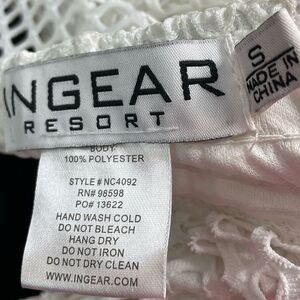 INGEAR
RESORT
S
MADE IN
CHINA
BODY:
100% POLYESTER
STYLE # NC4092
RN# 98598
PO# 13622
HAND WASH COLD
DO NOT BLEACH
HANG DRY
DO NOT IRON
DO NOT DRY CLEAN
WWW.INGEAR.COM